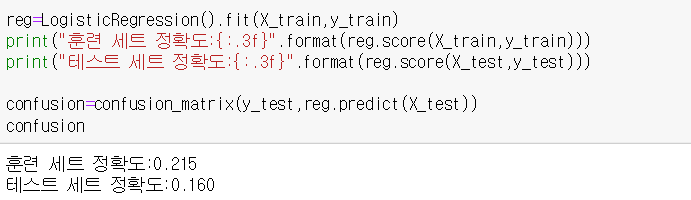 reg=LogisticRegression().fit(X_train,y_train)
print("훈련 세트 정확도:{:.3f}".format(reg.score(X_train,y_train)))
print("테스트 세트 정확도:{:.3f}".format(reg.score(X_test,y_test)))
confusion=confusion_matrix(y_test,reg.predict(X_test))
confusion
훈련 세트 정확도:0.215
테스트 세트 정확도:0.160